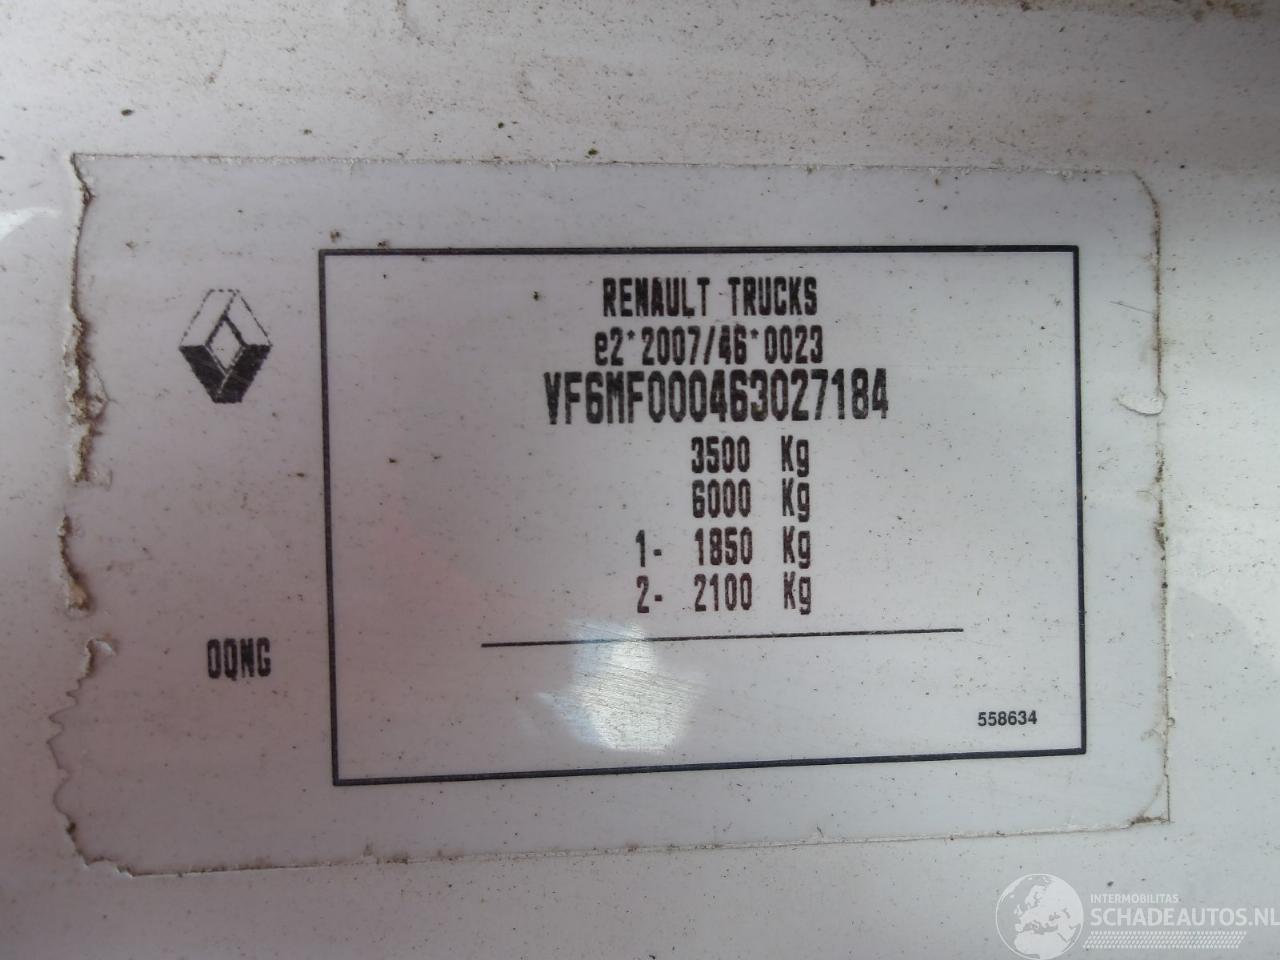 RENAULT TRUCKS
e2*2007/46*0023
VF6MF000463027184
3500 Kg
6000 Kg
1- 1850 Kg
2- 2100 Kg
OQNG
558634
INTERMOBILITAS
SCHADEAUTOS.NL